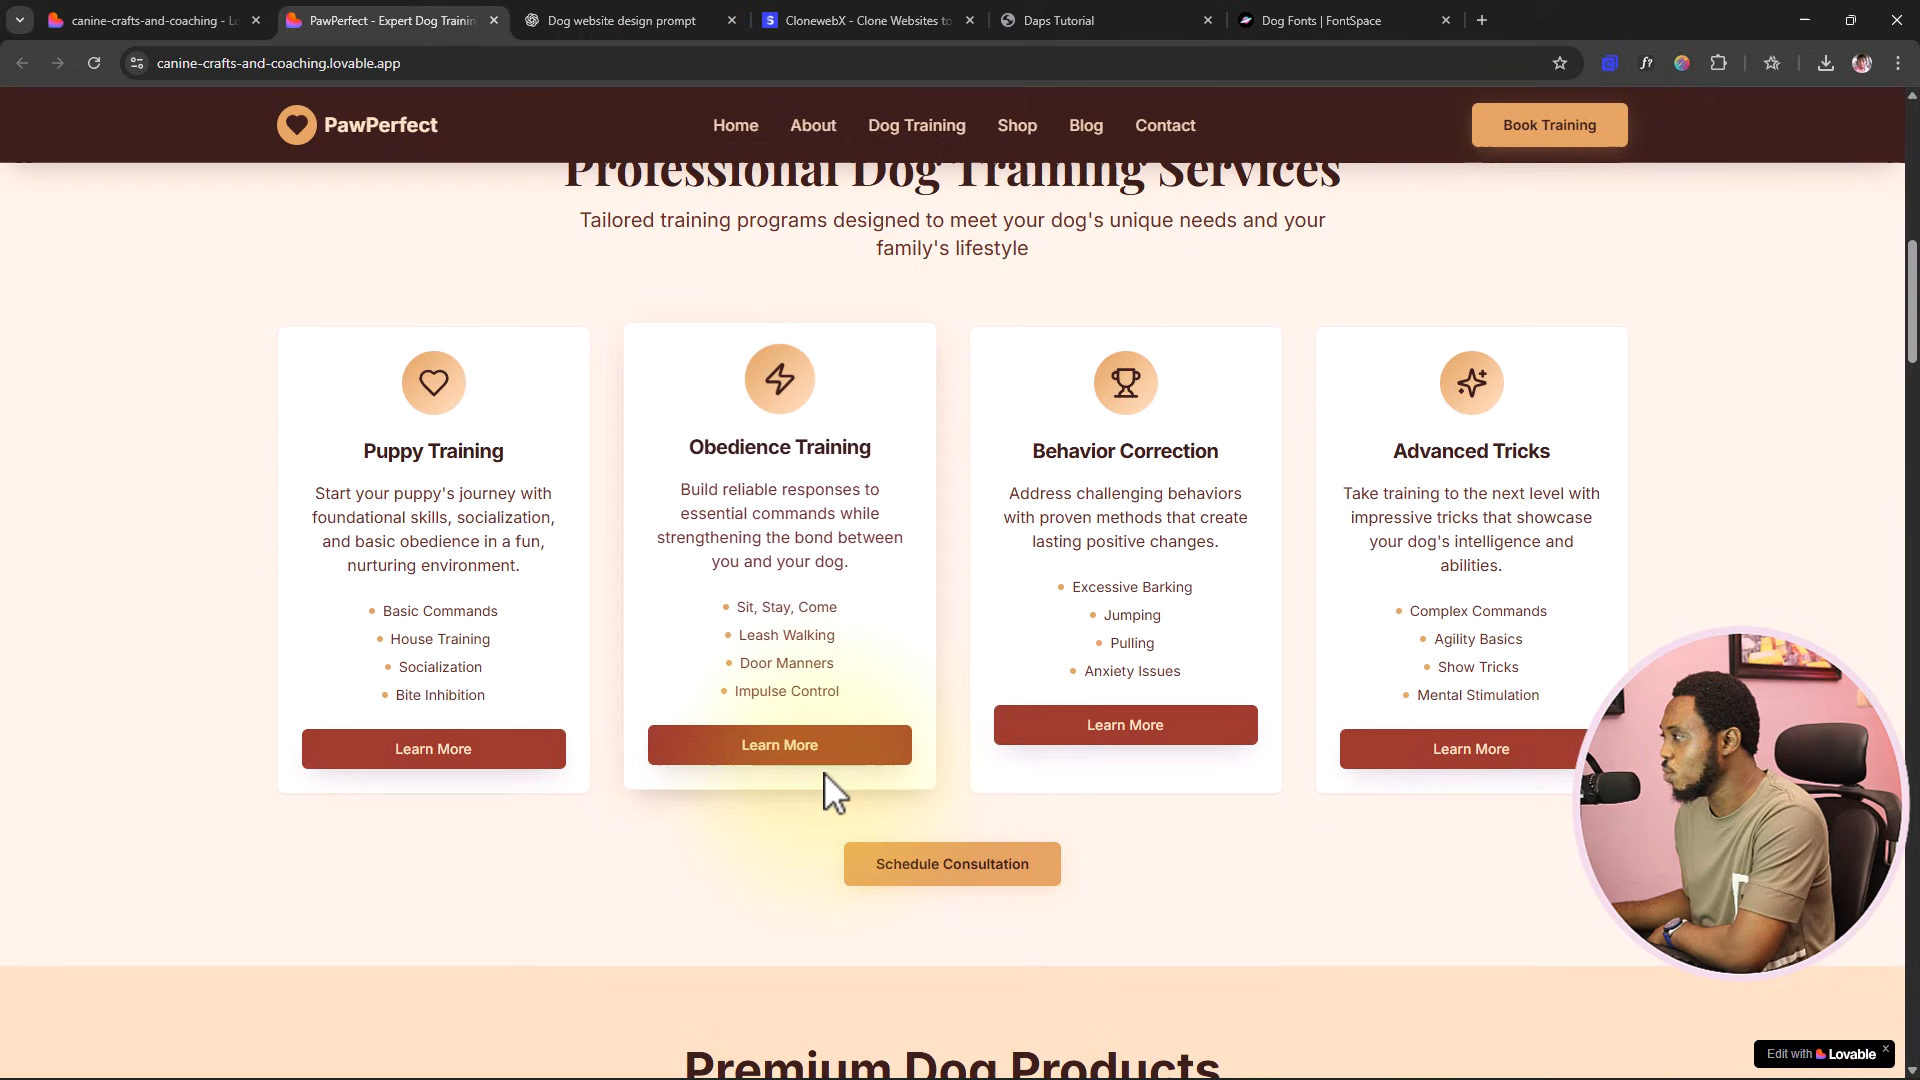 canine-crafts-and-coaching - Lo
PawPerfect - Expert Dog Trainin
Dog website design prompt
ClonewebX - Clone Websites to
Daps Tutorial
Dog Fonts | FontSpace
canine-crafts-and-coaching.lovable.app
PawPerfect
Home
About
Dog Training
Shop
Blog
Contact
Book Training
Professional Dog Training Services
Tailored training programs designed to meet your dog's unique needs and your
family's lifestyle
Puppy Training
Start your puppy's journey with
foundational skills, socialization,
and basic obedience in a fun,
nurturing environment.
Basic Commands
House Training
Socialization
Bite Inhibition
Learn More
Obedience Training
Build reliable responses to
essential commands while
strengthening the bond between
you and your dog.
Sit, Stay, Come
Leash Walking
Door Manners
Impulse Control
Learn More
Behavior Correction
Address challenging behaviors
with proven methods that create
lasting positive changes.
Excessive Barking
Jumping
Pulling
Anxiety Issues
Learn More
Advanced Tricks
Take training to the next level with
impressive tricks that showcase
your dog's intelligence and
abilities.
Complex Commands
Agility Basics
Show Tricks
Mental Stimulation
Learn More
Schedule Consultation
Premium Dog Products
Edit with Lovable